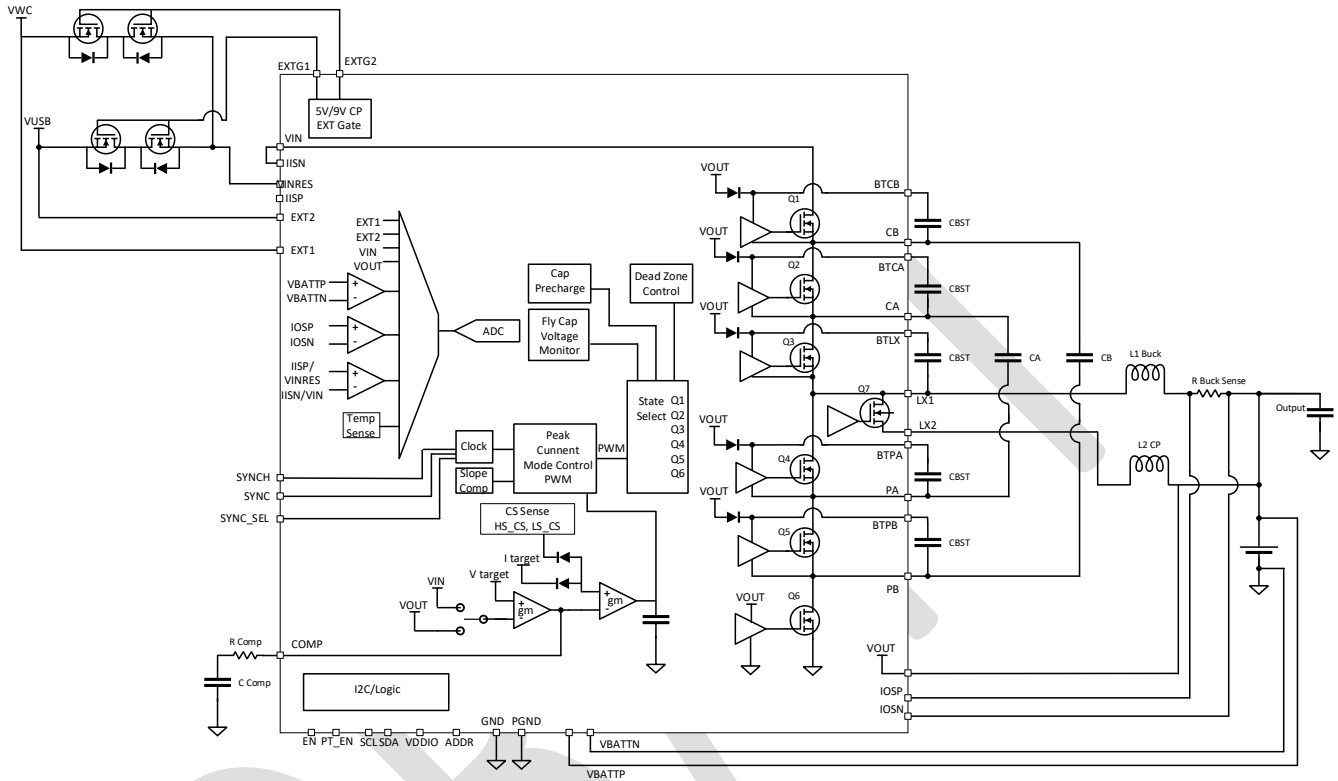 VWC
EXTG1
EXTG2
5V/9V CP
EXT Gate
VUSB
VIN
IISN
VINRES
IISP
EXT2
EXT1
EXT1
EXT2
VIN
VOUT
VBATTP
VBATTN
+
-
IOSP
IOSN
+
-
IISP/
VINRES
IISN/VIN
+
-
Temp
Sense
ADC
Cap
Precharge
Dead Zone
Control
Fly Cap
Voltage
Monitor
State
Select
Q1
Q2
Q3
Q4
Q5
Q6
SYNCH
SYNC
SYNC_SEL
Clock
Slope
Comp
Peak
Cunnent
Mode Control
PWM
PWM
CS Sense
HS_CS, LS_CS
I target
V target
VIN
VOUT
+
-
gm
+
-
gm
COMP
R Comp
C Comp
I2C/Logic
EN
PT_EN
SCL
SDA
VDDIO
ADDR
GND
PGND
VBATTN
VBATTP
VOUT
BTCB
Q1
CBST
CB
VOUT
BTCA
Q2
CBST
CA
VOUT
BTLX
Q3
CBST
CA
CB
L1 Buck
R Buck Sense
Output
Q7
LX1
LX2
L2 CP
VOUT
BTPA
Q4
CBST
PA
VOUT
BTPB
Q5
CBST
PB
VOUT
Q6
VOUT
IOSP
IOSN